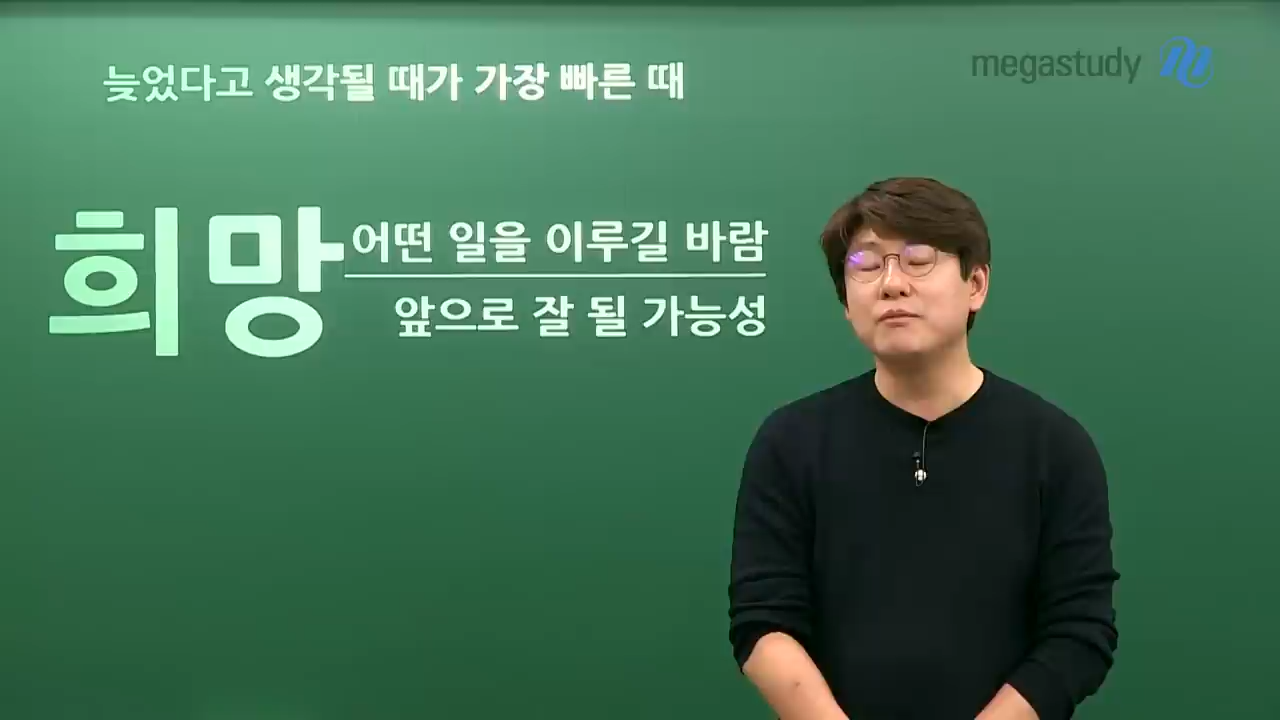 늦었다고 생각될 때가 가장 빠른 때
megastudy
희망
어떤 일을 이루길 바람
앞으로 잘 될 가능성